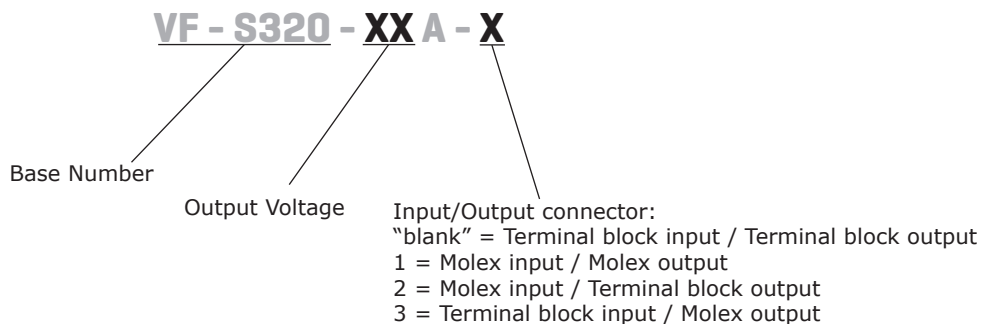 VF - S320 - XX A - X
Base Number
Output Voltage
Input/Output connector:
“blank” = Terminal block input / Terminal block output
1 = Molex input / Molex output
2 = Molex input / Terminal block output
3 = Terminal block input / Molex output